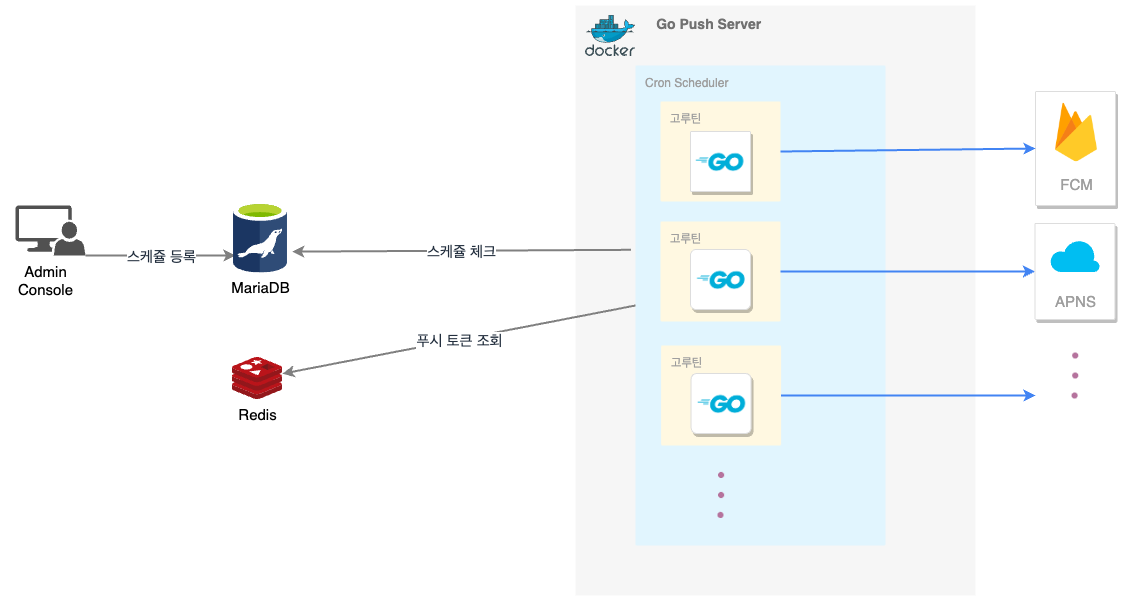 docker
Go Push Server
Cron Scheduler
고루틴
GO
FCM
고루틴
GO
APNS
고루틴
GO
Admin
Console
스케쥴 등록
MariaDB
스케쥴 체크
푸시 토큰 조회
Redis